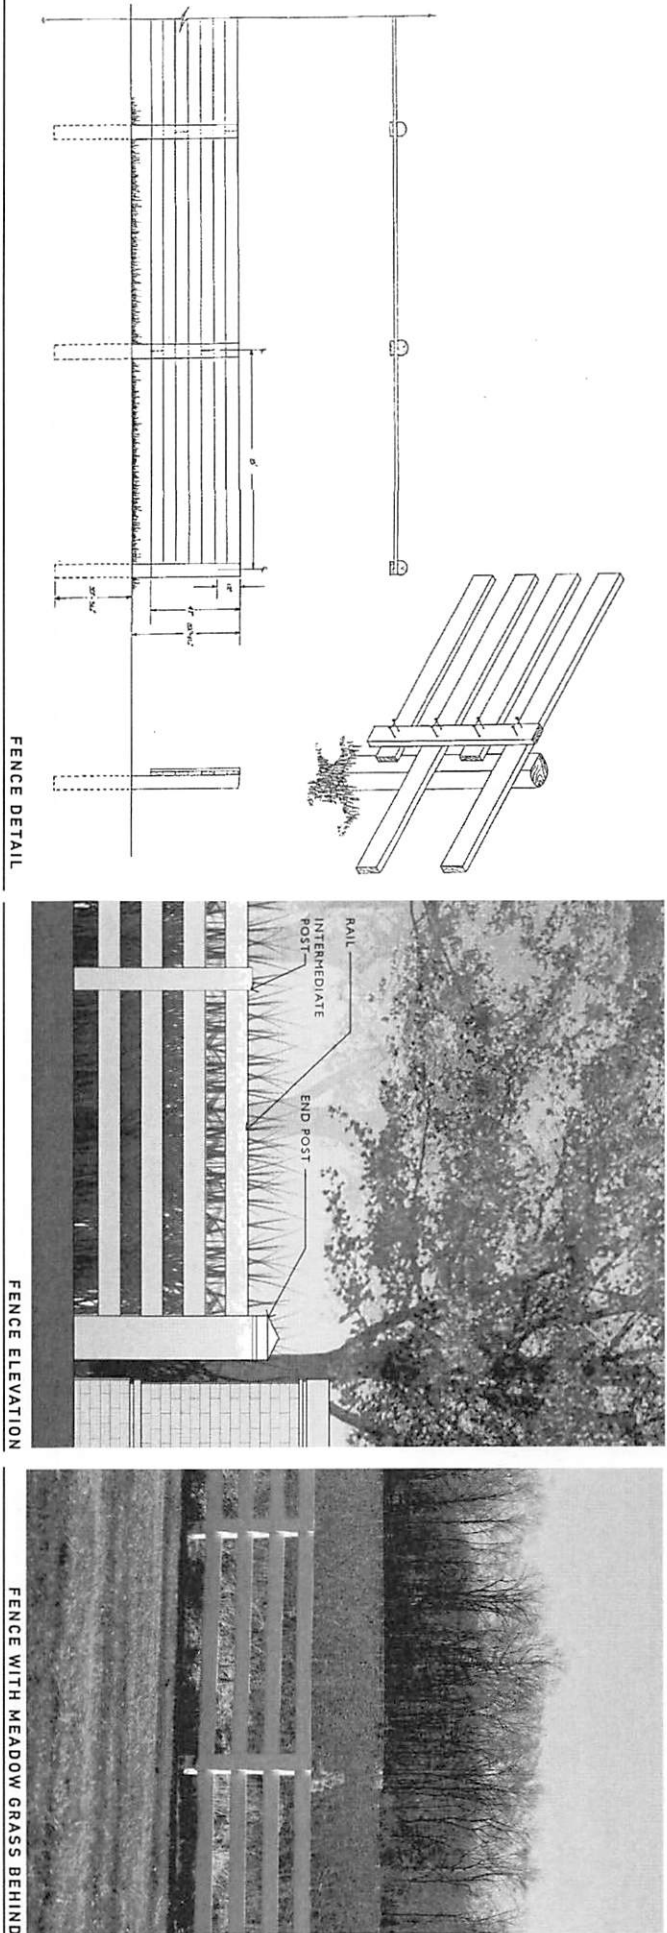 8'
FENCE DETAIL
RAIL
INTERMEDIATE
POST
END POST
FENCE ELEVATION
FENCE WITH MEADOW GRASS BEHIND